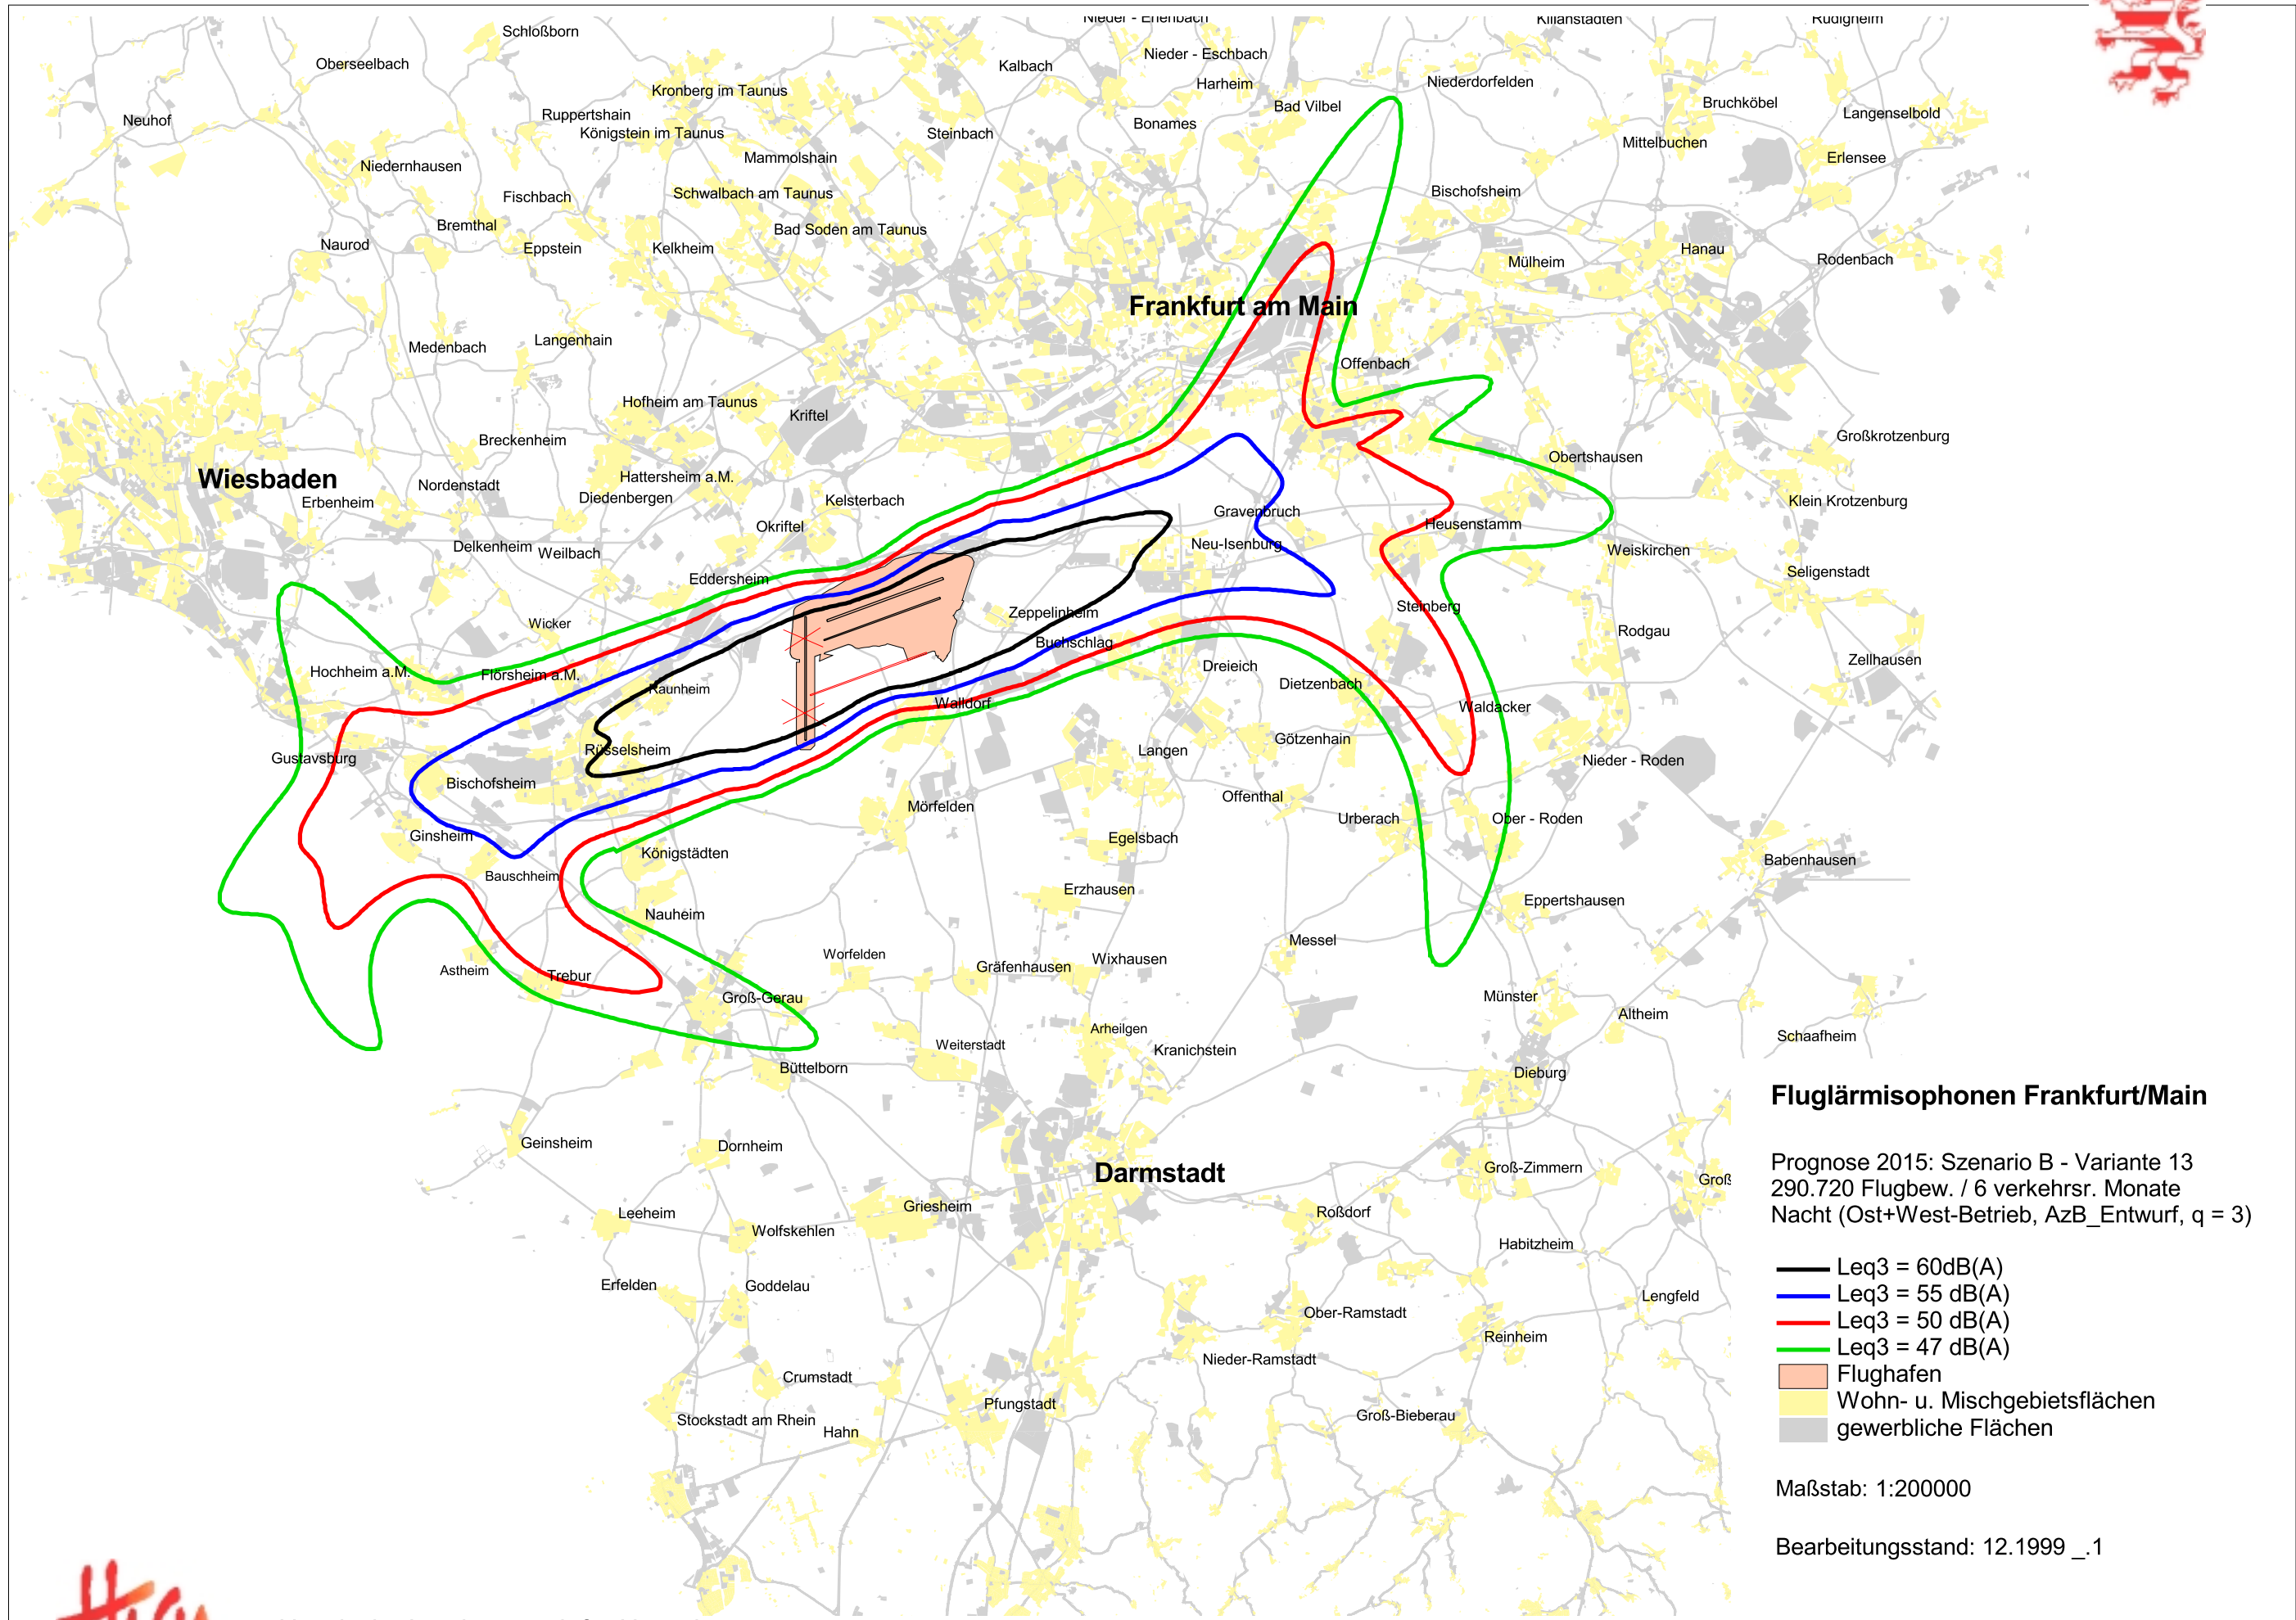 Nieder - Erlenbach
Kilianstädten
Rüdigheim
Schloßborn
Oberseelbach
Kalbach
Nieder - Eschbach
Harheim
Niederdorfelden
Kronberg im Taunus
Bad Vilbel
Bruchköbel
Langenselbold
Neuhof
Ruppertshain
Königstein im Taunus
Steinbach
Bonames
Mittelbuchen
Niedernhausen
Mammolshain
Erlensee
Fischbach
Schwalbach am Taunus
Bischofsheim
Bremthal
Bad Soden am Taunus
Naurod
Eppstein
Kelkheim
Hanau
Mülheim
Rodenbach
Frankfurt am Main
Medenbach
Langenhain
Offenbach
Hofheim am Taunus
Kriftel
Breckenheim
Großkrotzenburg
Wiesbaden
Nordenstadt
Hattersheim a.M.
Obertshausen
Erbenheim
Diedenbergen
Kelsterbach
Gravenbruch
Klein Krotzenburg
Okriftel
Heusenstamm
Delkenheim
Weilbach
Neu-Isenburg
Weiskirchen
Eddersheim
Seligenstadt
Wicker
Zeppelinheim
Steinberg
Buchschlag
Rodgau
Hochheim a.M.
Flörsheim a.M.
Raunheim
Dreieich
Dietzenbach
Zellhausen
Walldorf
Waldacker
Gustavsburg
Rüsselsheim
Langen
Götzenhain
Nieder - Roden
Bischofsheim
Mörfelden
Offenthal
Urberach
Ober - Roden
Ginsheim
Königstädten
Egelsbach
Babenhausen
Bauschheim
Erzhausen
Nauheim
Eppertshausen
Astheim
Trebur
Worfelden
Gräfenhausen
Wixhausen
Messel
Groß-Gerau
Münster
Altheim
Arheilgen
Weiterstadt
Kranichstein
Schaafheim
Büttelborn
Dieburg
Geinsheim
Dornheim
Darmstadt
Groß-Zimmern
Groß
Leeheim
Griesheim
Roßdorf
Wolfskehlen
Habitzheim
Erfelden
Goddelau
Ober-Ramstadt
Lengfeld
Reinheim
Nieder-Ramstadt
Crumstadt
Pfungstadt
Groß-Bieberau
Stockstadt am Rhein
Hahn
Fluglärmisophonen Frankfurt/Main
Prognose 2015: Szenario B - Variante 13
290.720 Flugbew. / 6 verkehrsr. Monate
Nacht (Ost+West-Betrieb, AzB_Entwurf, q = 3)
Leq3 = 60dB(A)
Leq3 = 55 dB(A)
Leq3 = 50 dB(A)
Leq3 = 47 dB(A)
Flughafen
Wohn- u. Mischgebietsflächen
gewerbliche Flächen
Maßstab: 1:200000
Bearbeitungsstand: 12.1999 _.1